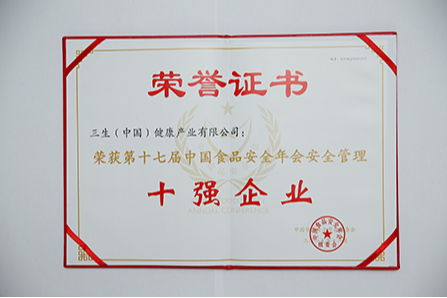 荣誉证书
三生（中国）健康产业有限公司：
荣获第十七届中国食品安全年会安全管理
十强企业